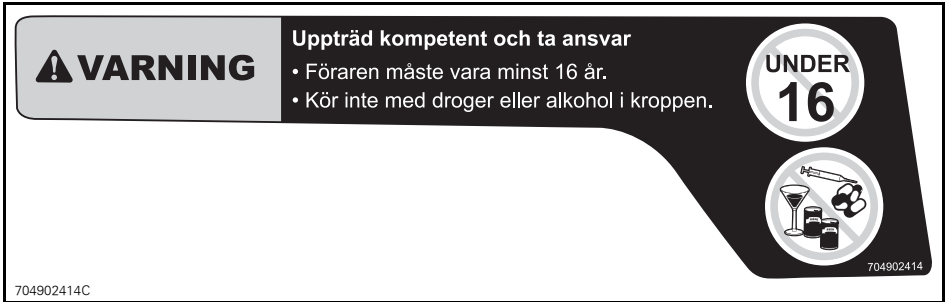 VARNING
Uppträd kompetent och ta ansvar
• Föraren måste vara minst 16 år.
• Kör inte med droger eller alkohol i kroppen.
UNDER
16
704902414
704902414C